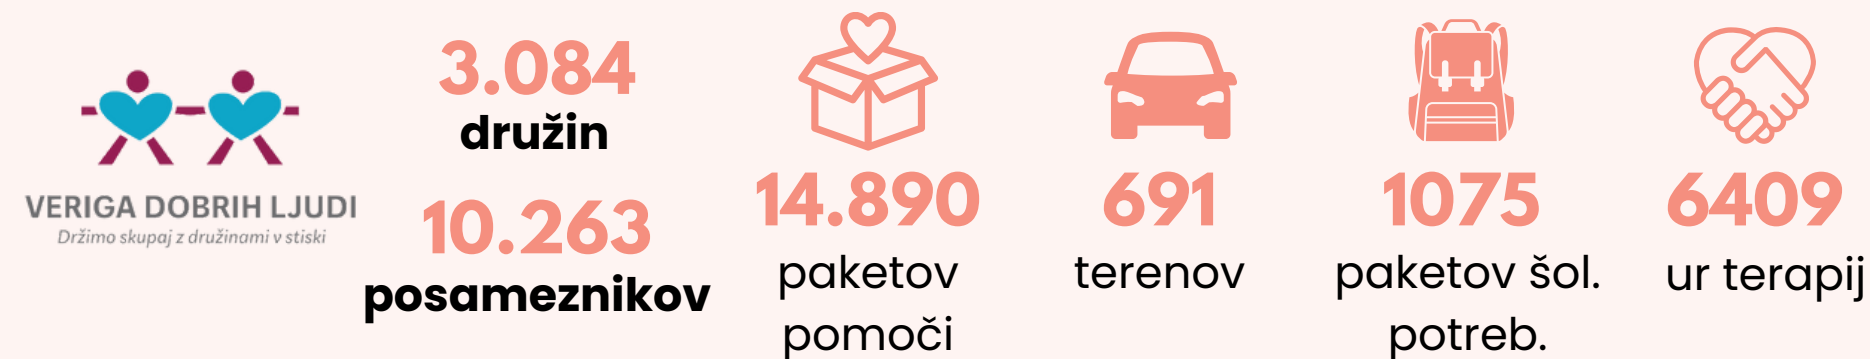 VERIGA DOBRIH LJUDI
Držimo skupaj z družinami v stiski
3.084
družin
10.263
posameznikov
14.890
paketov
pomoči
691
terenov
1075
paketov šol.
potreb.
6409
ur terapij